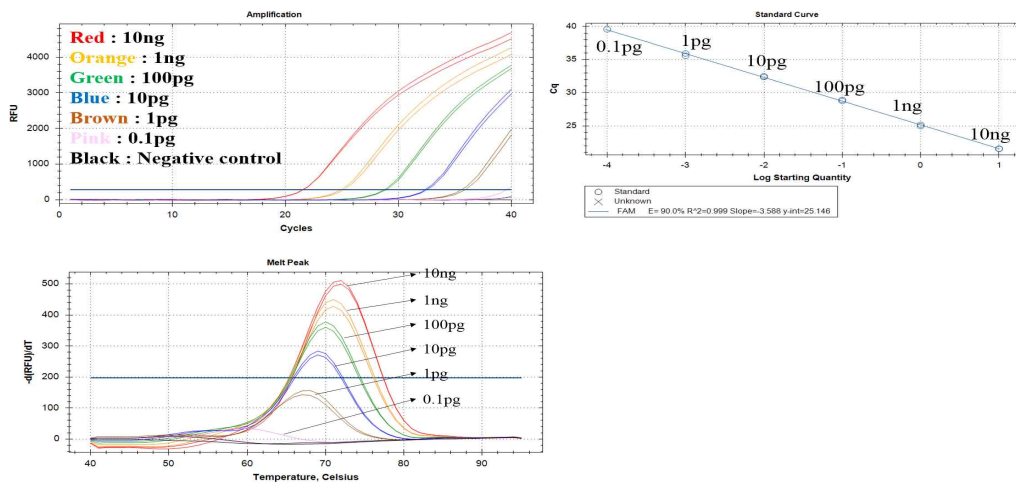 Amplification
Red : 10ng
Orange : 1ng
Green : 100pg
Blue : 10pg
Brown : 1pg
Pink : 0.1pg
Black : Negative control
4000
3000
2000
1000
0
RFU
0 10 20 30 40
Cycles
Standard Curve
40
35
30
25
Cq
0.1pg
1pg
10pg
100pg
1ng
10ng
-4 -3 -2 -1 0 1
Log Starting Quantity
Standard
Unknown
FAM E= 90.0% R^2=0.999 Slope=-3.588 y-int=25.146
Melt Peak
500
400
300
200
100
0
-d(RFU)/dT
10ng
1ng
100pg
10pg
1pg
0.1pg
40 50 60 70 80 90
Temperature, Celsius